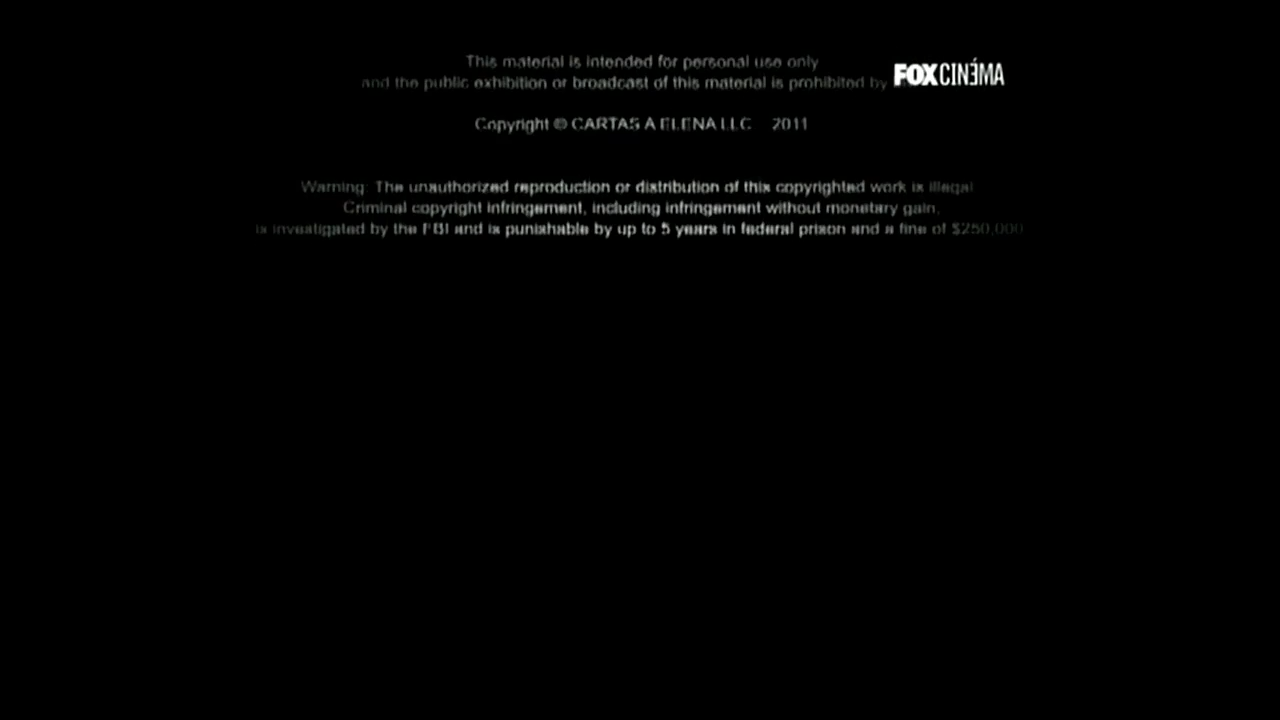 This material is intended for personal use only
and the public exhibition or broadcast of this material is prohibited by
FOX CINÉMA
Copyright © CARTAS A ELENA LLC 2011
Warning: The unauthorized reproduction or distribution of this copyrighted work is illegal
Criminal copyright infringement, including infringement without monetary gain,
is investigated by the FBI and is punishable by up to 5 years in federal prison and a fine of $250,000